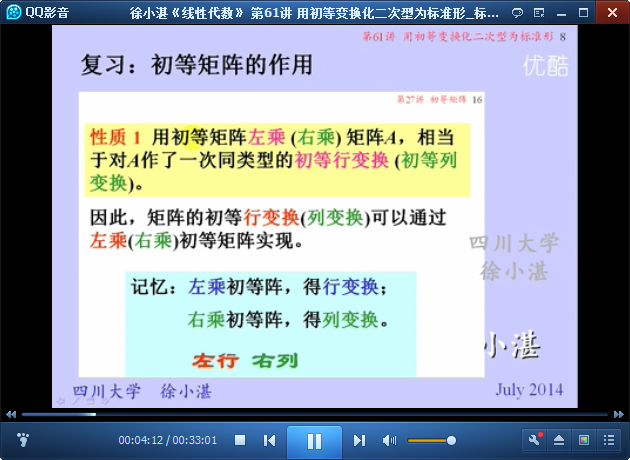 QQ影音
徐小湛《线性代数》 第61讲 用初等变换化二次型为标准形_标...
第61讲 用初等变换化二次型为标准形 8
复习：初等矩阵的作用
优酷
第27讲 初等矩阵 16
性质 1 用初等矩阵左乘 (右乘) 矩阵A，相当
于对A作了一次同类型的初等行变换 (初等列
变换)。
因此，矩阵的初等行变换(列变换)可以通过
左乘(右乘)初等矩阵实现。
四川大学
徐小湛
记忆：左乘初等阵，得行变换；
右乘初等阵，得列变换。
小湛
左行 右列
四川大学 徐小湛
July 2014
00:04:12 / 00:33:01